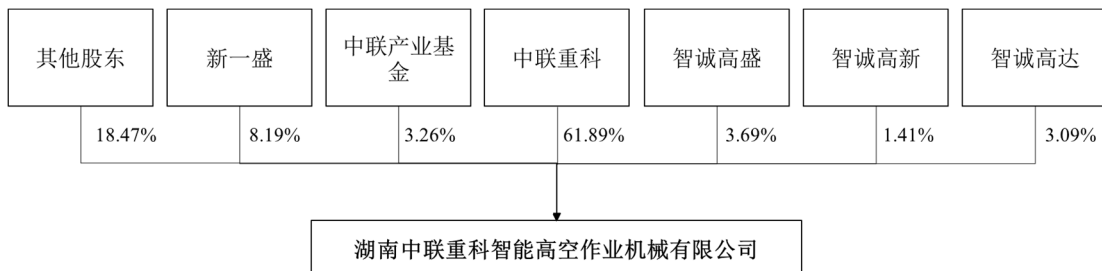 其他股东
新一盛
中联产业基
金
中联重科
智诚高盛
智诚高新
智诚高达
18.47%
8.19%
3.26%
61.89%
3.69%
1.41%
3.09%
湖南中联重科智能高空作业机械有限公司